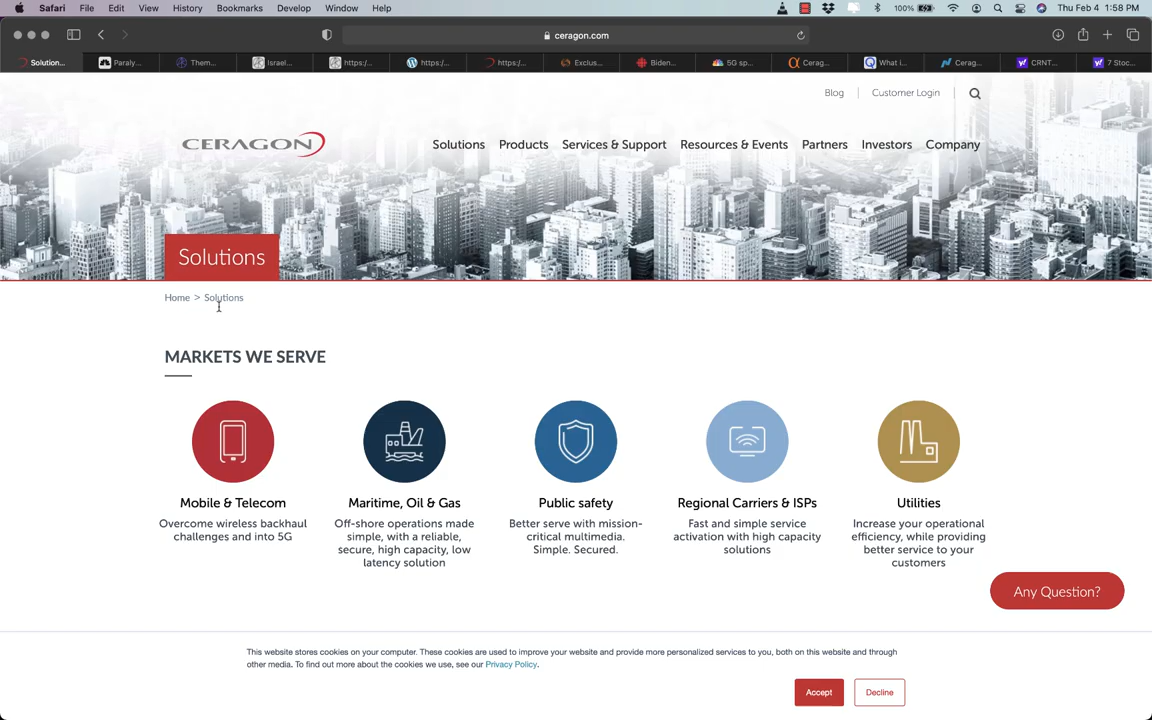 Safari File Edit View History Bookmarks Develop Window Help 100% Thu Feb 4 1:58 PM
ceragon.com
Solution... Paraly... Them... Israel... https:/... https:/... https:/... Exclus... Biden... 5G sp... Cerag... What i... Cerag... CRNT... 7 Stoc...
Blog Customer Login
CERAGON Solutions Products Services & Support Resources & Events Partners Investors Company
Solutions
Home > Solutions
MARKETS WE SERVE
Mobile & Telecom
Overcome wireless backhaul
challenges and into 5G
Maritime, Oil & Gas
Off-shore operations made
simple, with a reliable,
secure, high capacity, low
latency solution
Public safety
Better serve with mission-
critical multimedia.
Simple. Secured.
Regional Carriers & ISPs
Fast and simple service
activation with high capacity
solutions
Utilities
Increase your operational
efficiency, while providing
better service to your
customers
Any Question?
This website stores cookies on your computer. These cookies are used to improve your website and provide more personalized services to you, both on this website and through
other media. To find out more about the cookies we use, see our Privacy Policy.
Accept Decline